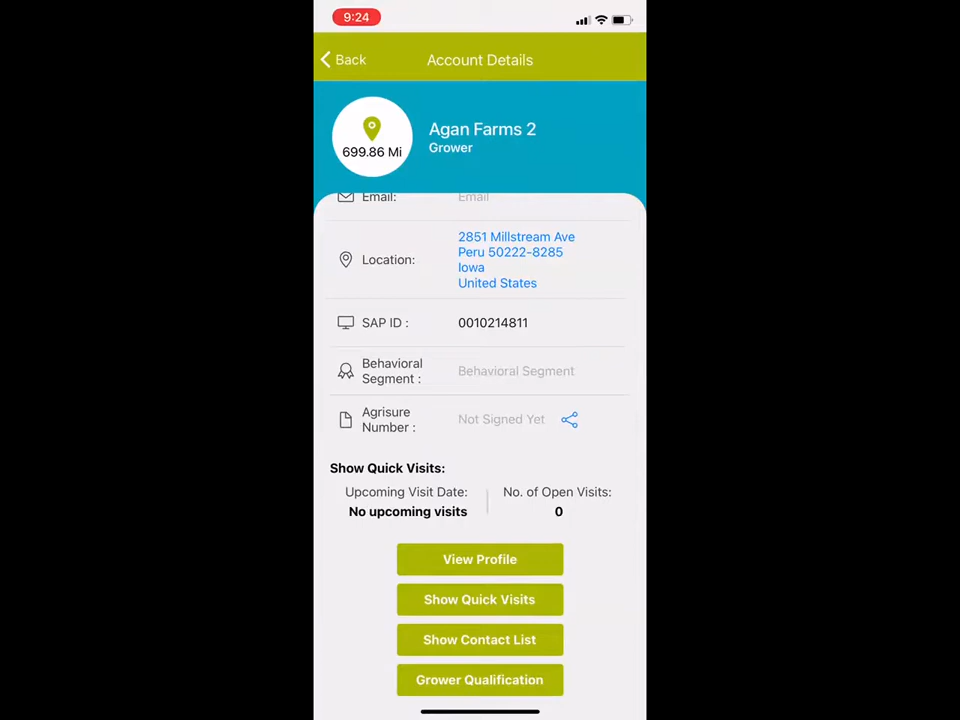 9:24
Back
Account Details
699.86 Mi
Agan Farms 2
Grower
Email:
Email
Location:
2851 Millstream Ave
Peru 50222-8285
Iowa
United States
SAP ID :
0010214811
Behavioral
Segment :
Behavioral Segment
Agrisure
Number :
Not Signed Yet
Show Quick Visits:
Upcoming Visit Date:
No upcoming visits
No. of Open Visits:
0
View Profile
Show Quick Visits
Show Contact List
Grower Qualification